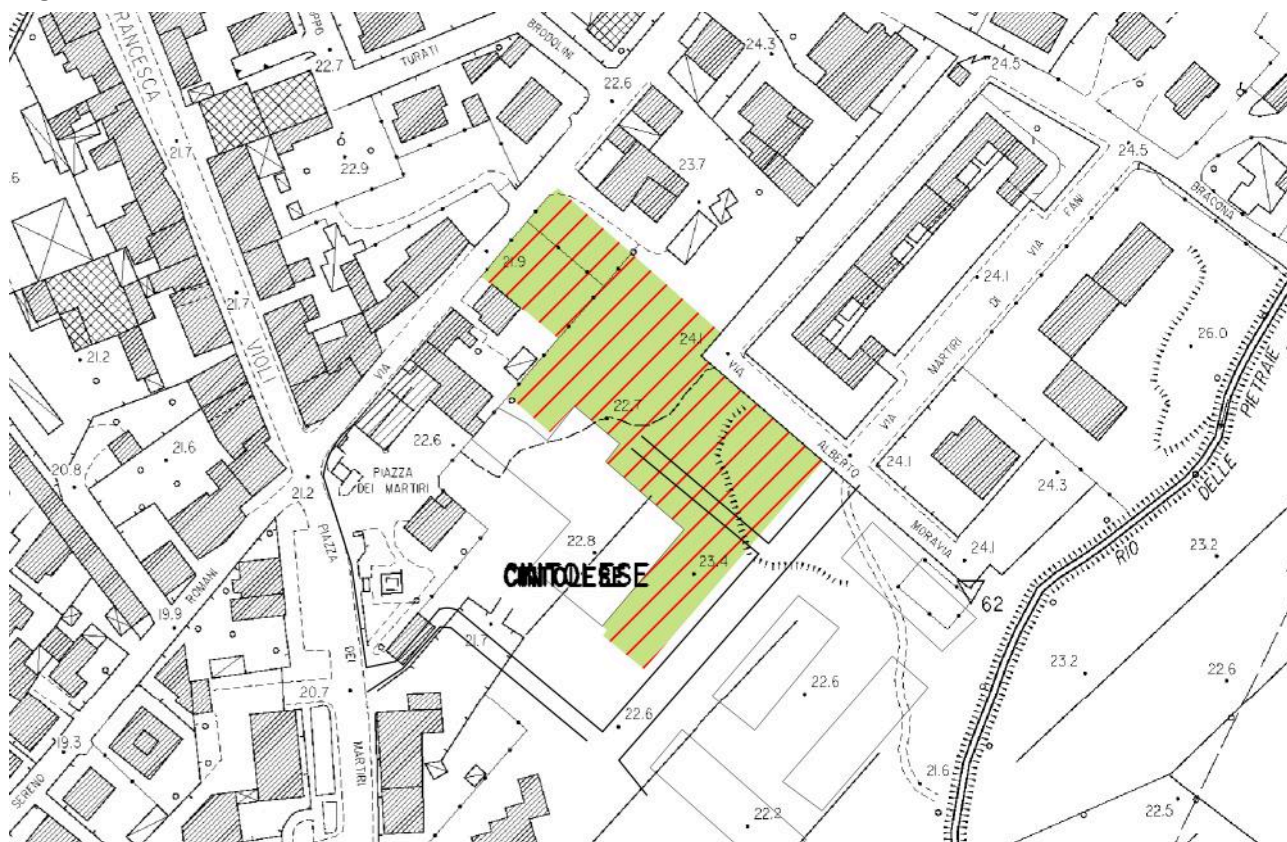 FRANCESCA
VIOLI
TURATI
BRODOLINI
24.3
24.5
22.7
22.6
21.7
22.9
23.7
24.5
BRACONA
FANI
VIA
DI
MARTIRI
VIA
21.9
24.1
26.0
21.7
21.2
24.1
VIA
PIETRAIE
DELLE
RIO
VIA
22.7
ALBERTO
24.1
24.3
20.8
21.6
22.6
PIAZZA
DEI MARTIRI
21.2
MORAVIA
24.1
23.2
PIAZZA
22.8
23.4
62
ROMANI
19.9
21.7
DEI
23.2
22.6
20.7
22.6
22.6
19.3
SERENO
MARTIRI
21.6
22.2
22.5